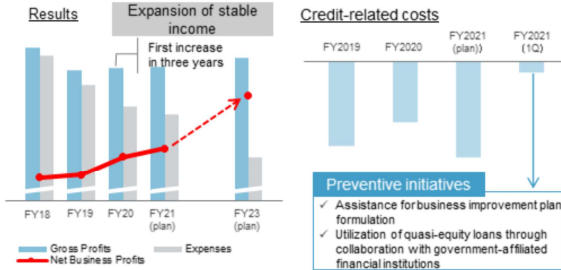 Results
Expansion of stable
income
First increase
in three years
FY18
FY19
FY20
FY21
(plan)
FY23
(plan)
Gross Profits
Expenses
Net Business Profits
Credit-related costs
FY2019
FY2020
FY2021
(plan))
FY2021
(1Q)
Preventive initiatives
✓ Assistance for business improvement plan
formulation
✓ Utilization of quasi-equity loans through
collaboration with government-affiliated
financial institutions